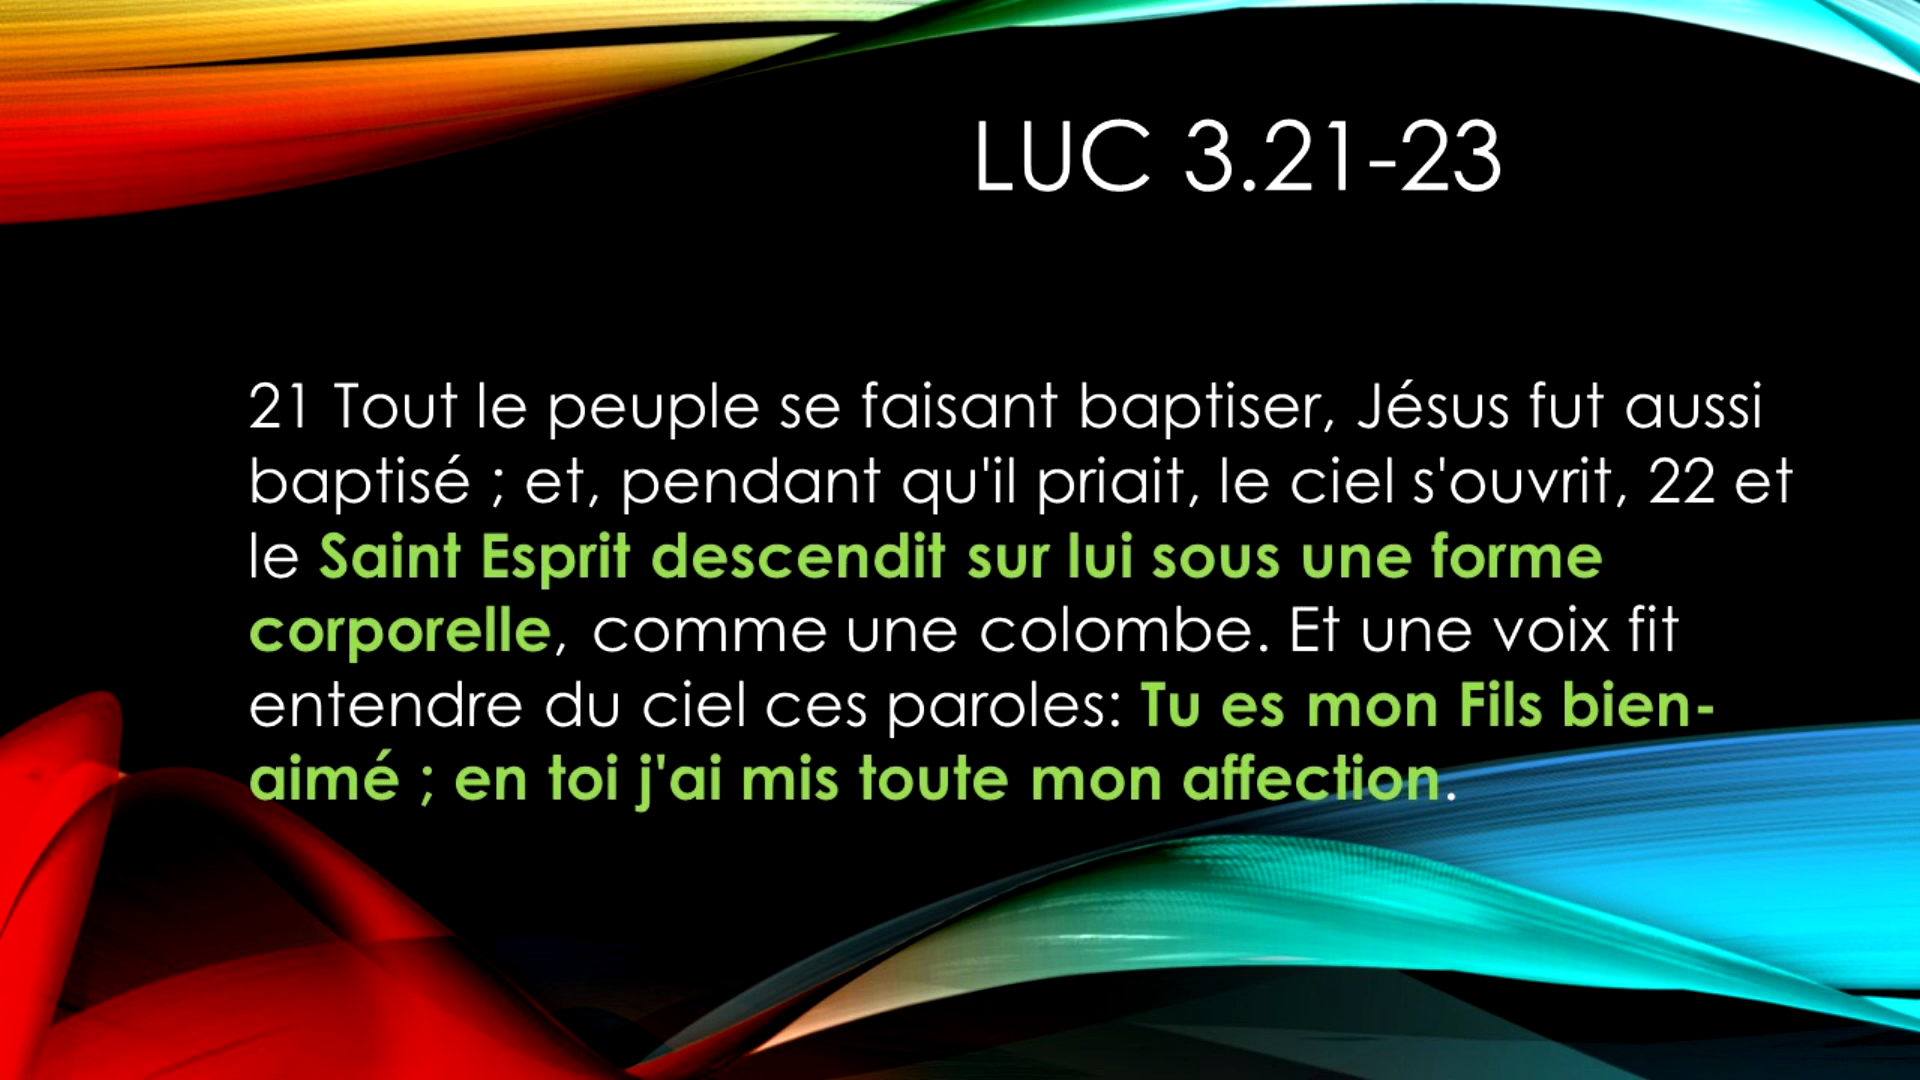 LUC 3.21-23
21 Tout le peuple se faisant baptiser, Jésus fut aussi
baptisé ; et, pendant qu'il priait, le ciel s'ouvrit, 22 et
le Saint Esprit descendit sur lui sous une forme
corporelle, comme une colombe. Et une voix fit
entendre du ciel ces paroles: Tu es mon Fils bien-
aimé ; en toi j'ai mis toute mon affection.